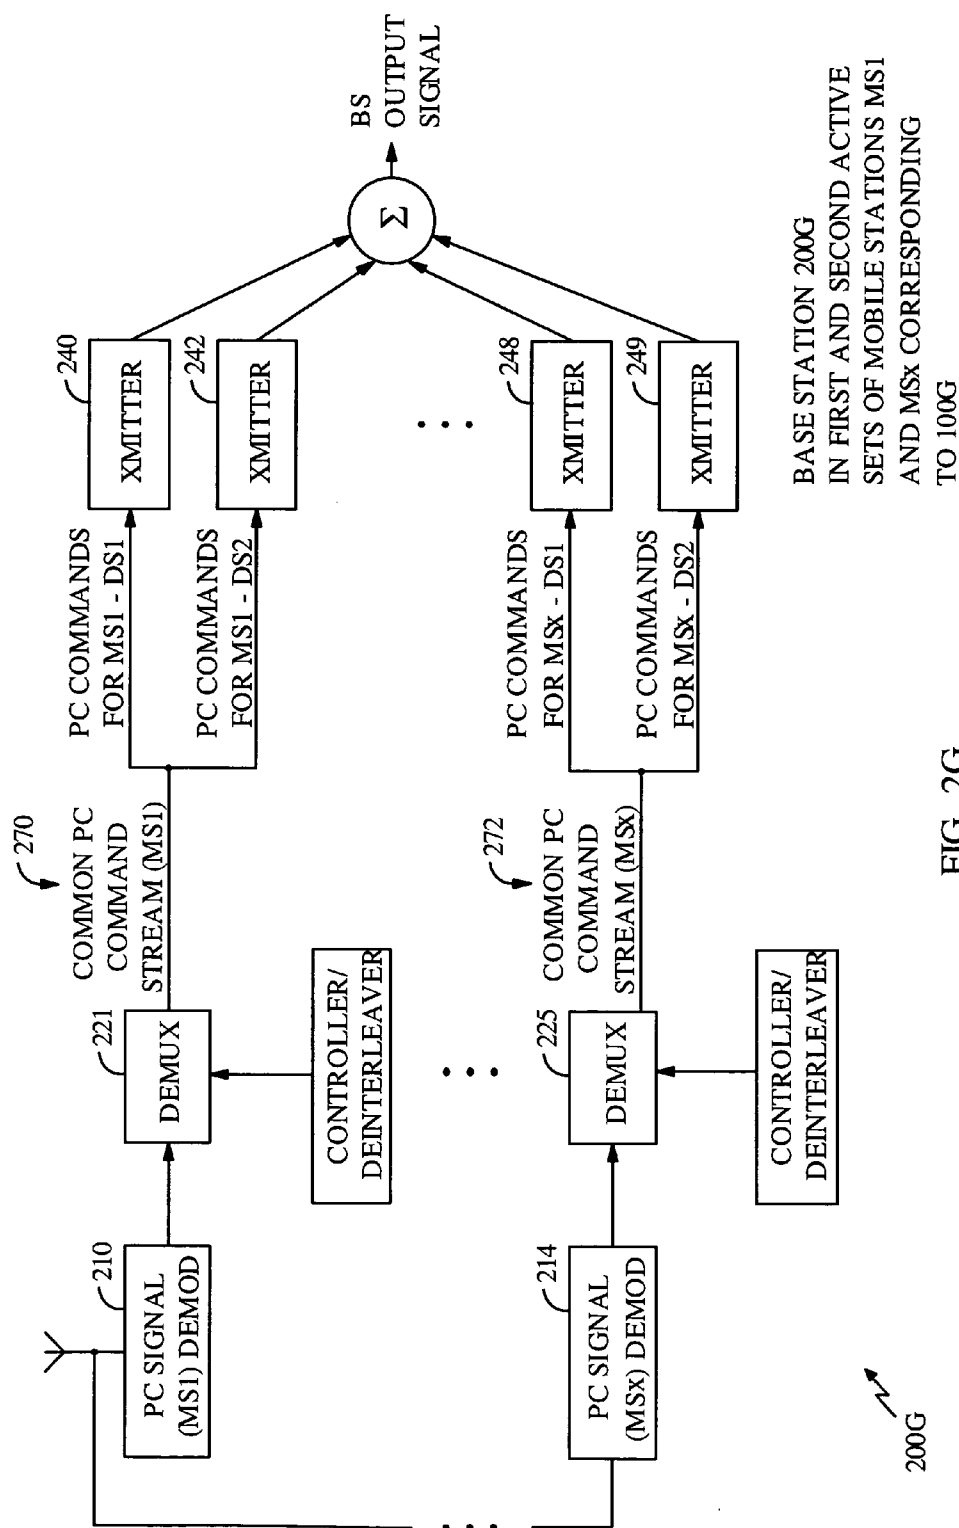 210
PC SIGNAL
(MS1) DEMOD
221
DEMUX
CONTROLLER/
DEINTERLEAVER
270
COMMON PC
COMMAND
STREAM (MS1)
PC COMMANDS
FOR MS1 - DS1
PC COMMANDS
FOR MS1 - DS2
240
XMITTER
242
XMITTER
Σ
BS
OUTPUT
SIGNAL
214
PC SIGNAL
(MSx) DEMOD
225
DEMUX
CONTROLLER/
DEINTERLEAVER
272
COMMON PC
COMMAND
STREAM (MSx)
PC COMMANDS
FOR MSx - DS1
PC COMMANDS
FOR MSx - DS2
248
XMITTER
249
XMITTER
BASE STATION 200G
IN FIRST AND SECOND ACTIVE
SETS OF MOBILE STATIONS MS1
AND MSx CORRESPONDING
TO 100G
200G
FIG. 2G